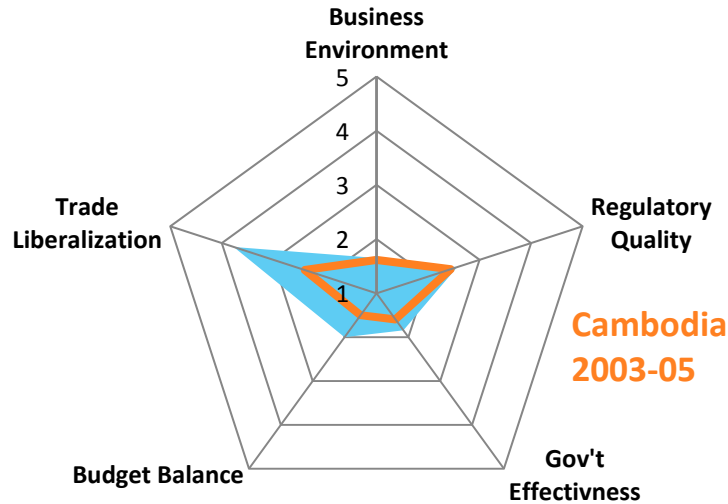 Business
Environment
5
4
3
2
1
Trade
Liberalization
Regulatory
Quality
Cambodia
2003-05
Budget Balance
Gov't
Effectivness